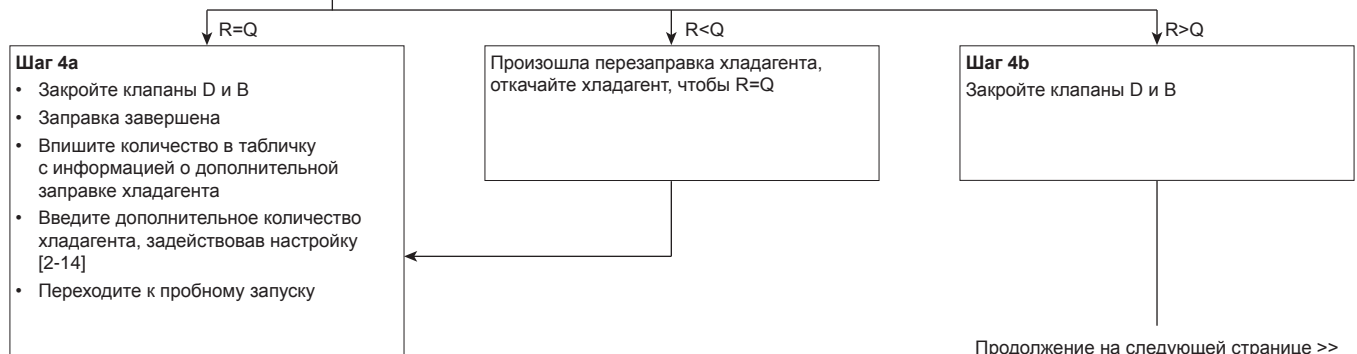 R=Q
R<Q
R>Q
Шаг 4a
• Закройте клапаны D и B
• Заправка завершена
• Впишите количество в табличку
с информацией о дополнительной
заправке хладагента
• Введите дополнительное количество
хладагента, задействовав настройку
[2-14]
• Переходите к пробному запуску
Произошла перезаправка хладагента,
откачайте хладагент, чтобы R=Q
Шаг 4b
Закройте клапаны D и B
Продолжение на следующей странице >>